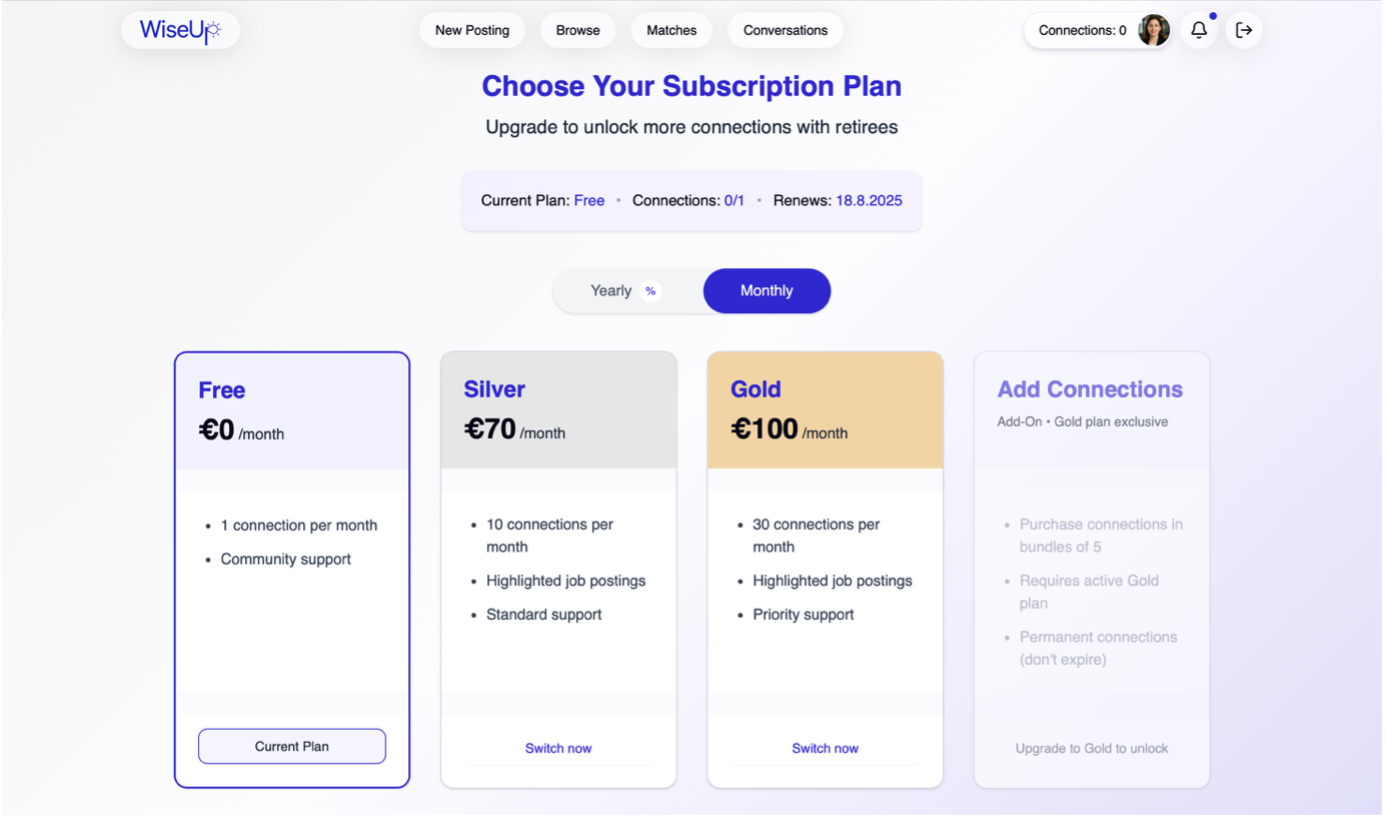 WiseUp
New Posting
Browse
Matches
Conversations
Connections: 0
Choose Your Subscription Plan
Upgrade to unlock more connections with retirees
Current Plan: Free • Connections: 0/1 • Renews: 18.8.2025
Yearly %
Monthly
Free
€0 /month
• 1 connection per month
• Community support
Current Plan
Silver
€70 /month
• 10 connections per
month
• Highlighted job postings
• Standard support
Switch now
Gold
€100 /month
• 30 connections per
month
• Highlighted job postings
• Priority support
Switch now
Add Connections
Add-On • Gold plan exclusive
• Purchase connections in
bundles of 5
• Requires active Gold
plan
• Permanent connections
(don't expire)
Upgrade to Gold to unlock